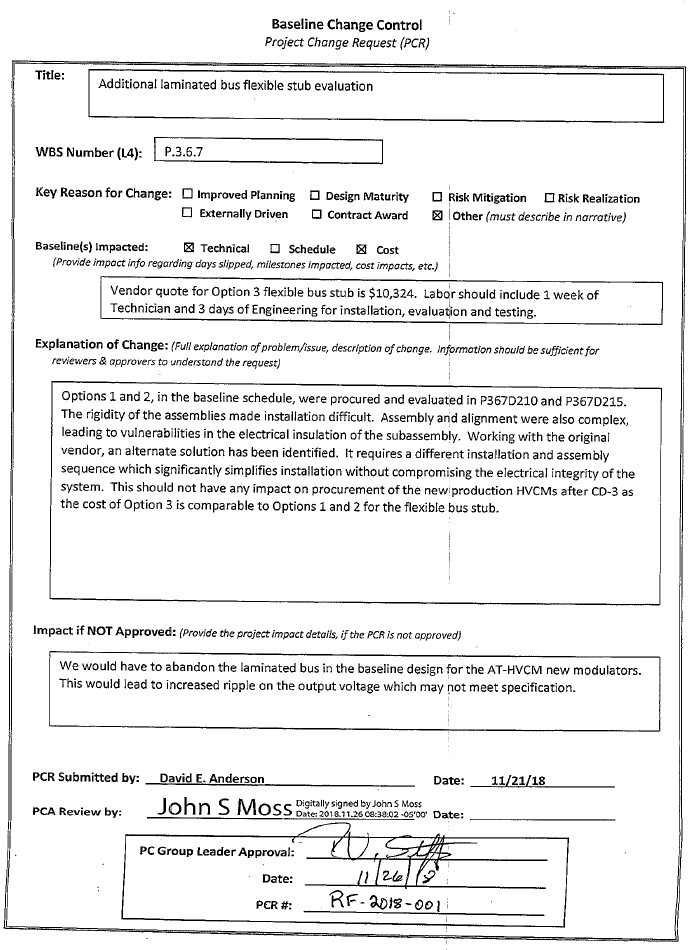 Baseline Change Control
Project Change Request (PCR)
Title:
Additional laminated bus flexible stub evaluation
WBS Number (L4): P.3.6.7
Key Reason for Change: ☐ Improved Planning ☐ Design Maturity ☐ Risk Mitigation ☐ Risk Realization
☐ Externally Driven ☐ Contract Award ☒ Other (must describe in narrative)
Baseline(s) Impacted: ☒ Technical ☐ Schedule ☒ Cost
(Provide impact info regarding days slipped, milestones impacted, cost impacts, etc.)
Vendor quote for Option 3 flexible bus stub is $10,324. Labor should include 1 week of
Technician and 3 days of Engineering for installation, evaluation and testing.
Explanation of Change: (Full explanation of problem/issue, description of change. Information should be sufficient for
reviewers & approvers to understand the request)
Options 1 and 2, in the baseline schedule, were procured and evaluated in P367D210 and P367D215.
The rigidity of the assemblies made installation difficult. Assembly and alignment were also complex,
leading to vulnerabilities in the electrical insulation of the subassembly. Working with the original
vendor, an alternate solution has been identified. It requires a different installation and assembly
sequence which significantly simplifies installation without compromising the electrical integrity of the
system. This should not have any impact on procurement of the new production HVCMs after CD-3 as
the cost of Option 3 is comparable to Options 1 and 2 for the flexible bus stub.
Impact if NOT Approved: (Provide the project impact details, if the PCR is not approved)
We would have to abandon the laminated bus in the baseline design for the AT-HVCM new modulators.
This would lead to increased ripple on the output voltage which may not meet specification.
PCR Submitted by: David E. Anderson Date: 11/21/18
PCA Review by: John S Moss Digitally signed by John S Moss
Date: 2018.11.26 08:38:02 -05'00' Date:
PC Group Leader Approval:
Date: 11/26/18
PCR #: RF-2018-001